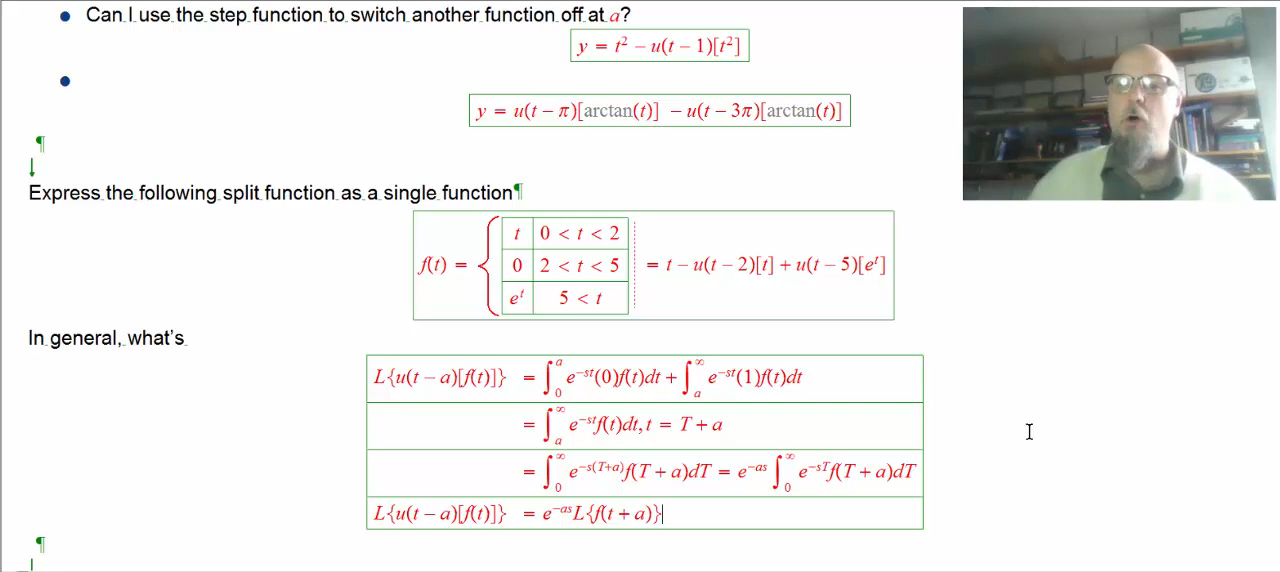 Can I use the step function to switch another function off at a?
y = t² − u(t − 1)[t²]
y = u(t − π)[arctan(t)] − u(t − 3π)[arctan(t)]
¶
Express the following split function as a single function¶
f(t) = { t 0 < t < 2
0 2 < t < 5 = t − u(t − 2)[t] + u(t − 5)[eᵗ]
eᵗ 5 < t
In general, what's
L{u(t − a)[f(t)]} = ∫₀ᵃ e⁻ˢᵗ(0)f(t)dt + ∫ₐ^∞ e⁻ˢᵗ(1)f(t)dt
= ∫ₐ^∞ e⁻ˢᵗf(t)dt, t = T + a
= ∫₀^∞ e^−s(T+a) f(T + a)dT = e^−as ∫₀^∞ e^−sT f(T + a)dT
L{u(t − a)[f(t)]} = e^−as L{f(t + a)}
¶